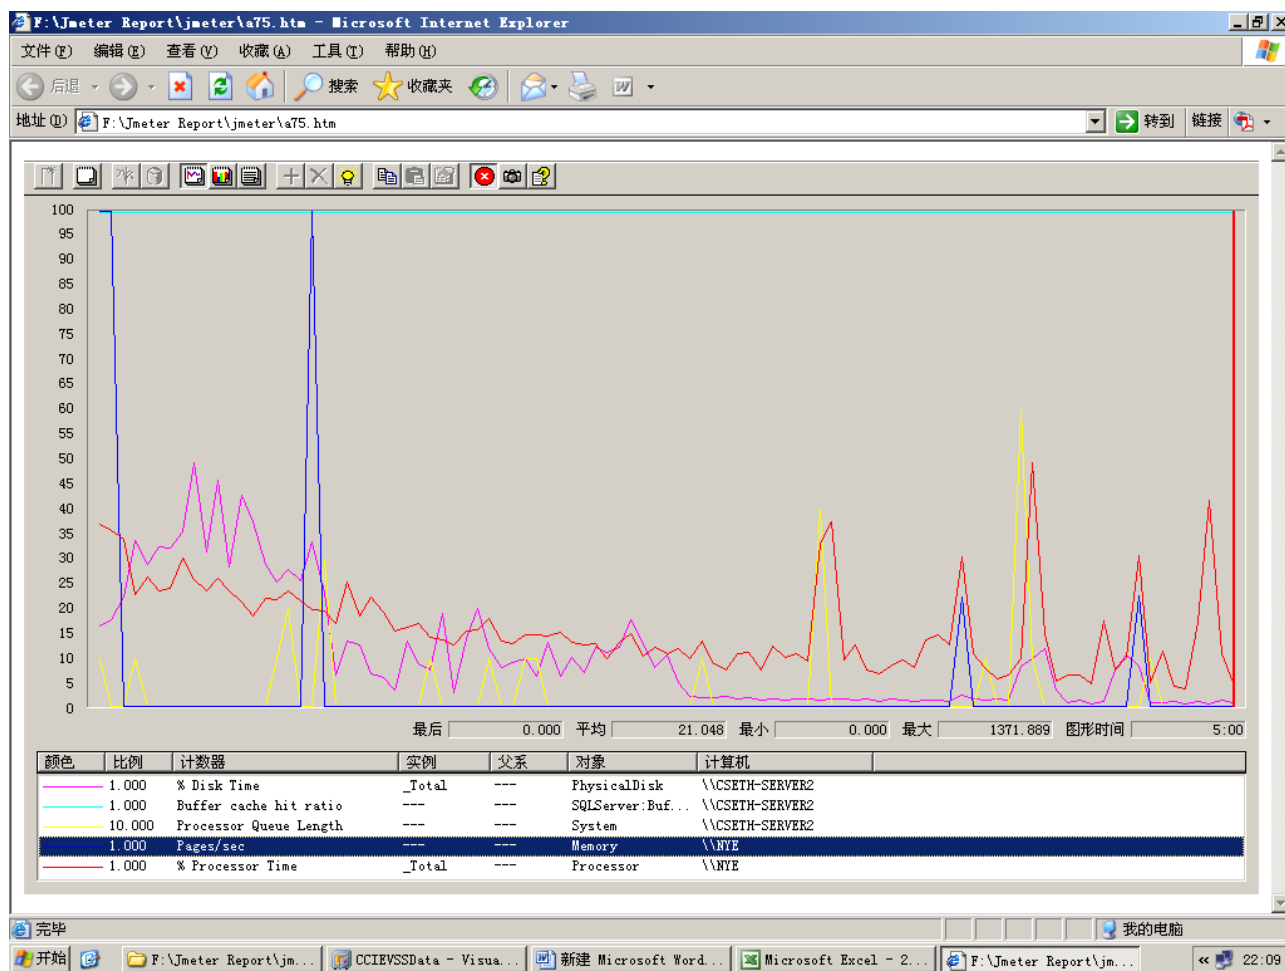 F:\Jmeter Report\jmeter\a75.htm - Microsoft Internet Explorer
文件(F) 编辑(E) 查看(V) 收藏(A) 工具(T) 帮助(H)
后退 搜索 收藏夹
地址(D) F:\Jmeter Report\jmeter\a75.htm 转到 链接
100
95
90
85
80
75
70
65
60
55
50
45
40
35
30
25
20
15
10
5
0
最后 0.000 平均 21.048 最小 0.000 最大 1371.889 图形时间 5:00
颜色 比例 计数器 实例 父系 对象 计算机
1.000 % Disk Time _Total --- PhysicalDisk \\CSETH-SERVER2
1.000 Buffer cache hit ratio --- --- SQLServer:Buf... \\CSETH-SERVER2
10.000 Processor Queue Length --- --- System \\CSETH-SERVER2
1.000 Pages/sec --- --- Memory \\NYE
1.000 % Processor Time _Total --- Processor \\NYE
完毕 我的电脑
开始 F:\Jmeter Report\jm... CCIEVSSData - Visua... 新建 Microsoft Word... Microsoft Excel - 2... F:\Jmeter Report\jm... « 22:09